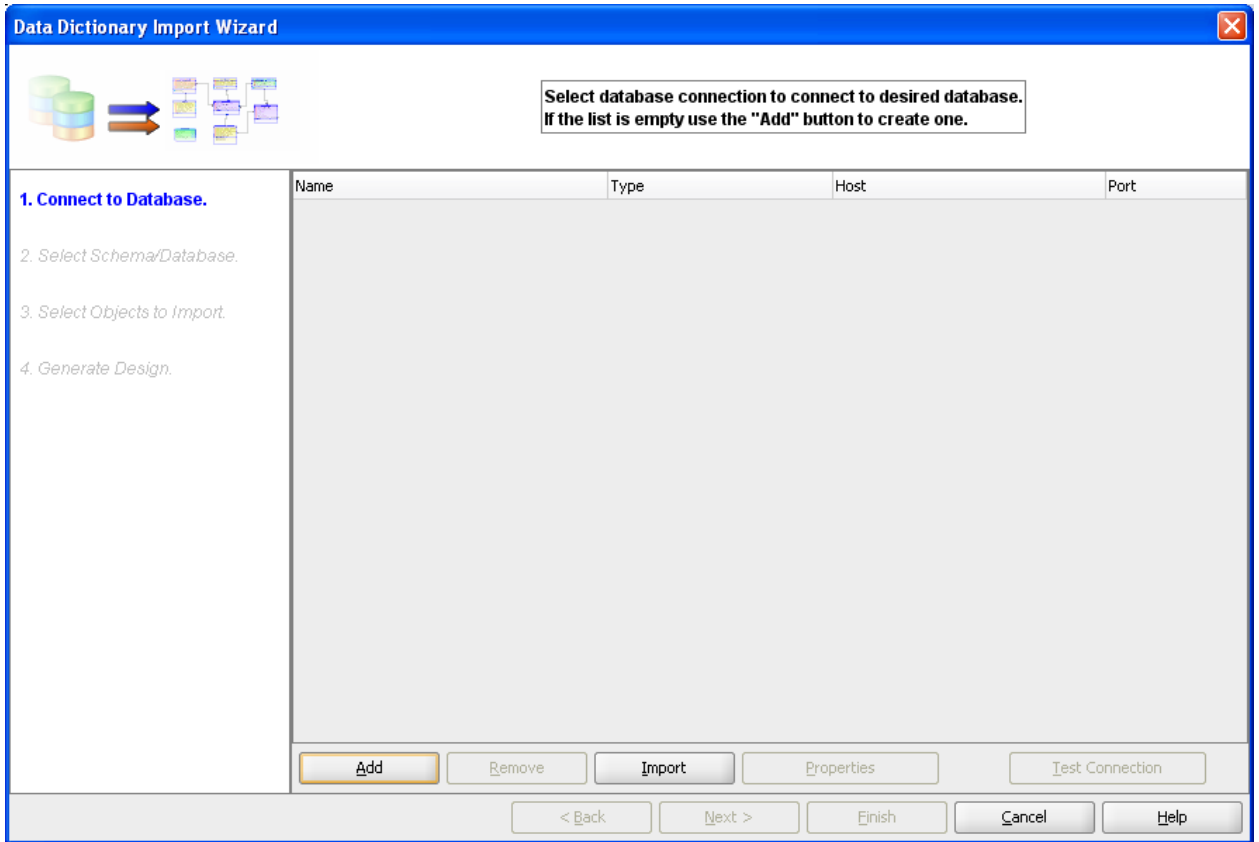 Data Dictionary Import Wizard
Select database connection to connect to desired database.
If the list is empty use the "Add" button to create one.
1. Connect to Database.
2. Select Schema/Database.
3. Select Objects to Import.
4. Generate Design.
Name Type Host Port
Add Remove Import Properties Test Connection
< Back Next > Finish Cancel Help